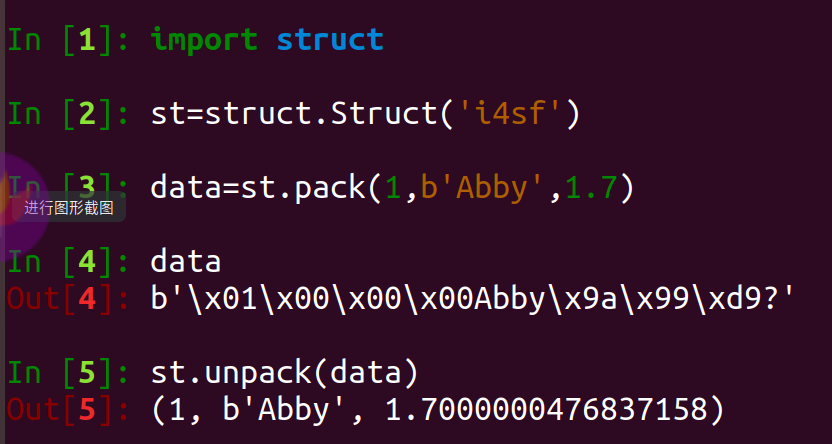 In [1]: import struct
In [2]: st=struct.Struct('i4sf')
In [3]: data=st.pack(1,b'Abby',1.7)
进行图形截图
In [4]: data
Out[4]: b'\x01\x00\x00\x00Abby\x9a\x99\xd9?'
In [5]: st.unpack(data)
Out[5]: (1, b'Abby', 1.7000000476837158)